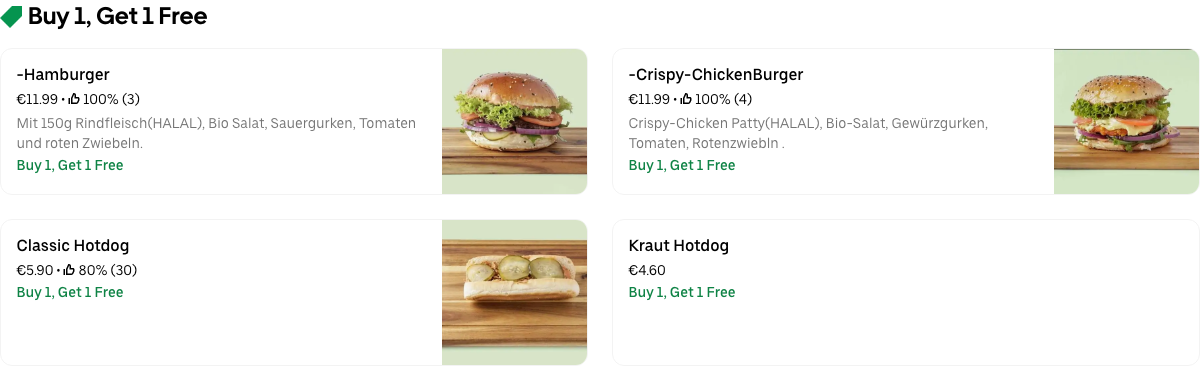 Buy 1, Get 1 Free
-Hamburger
€11.99 • 100% (3)
Mit 150g Rindfleisch(HALAL), Bio Salat, Sauergurken, Tomaten
und roten Zwiebeln.
Buy 1, Get 1 Free
-Crispy-ChickenBurger
€11.99 • 100% (4)
Crispy-Chicken Patty(HALAL), Bio-Salat, Gewürzgurken,
Tomaten, Rotenzwiebln .
Buy 1, Get 1 Free
Classic Hotdog
€5.90 • 80% (30)
Buy 1, Get 1 Free
Kraut Hotdog
€4.60
Buy 1, Get 1 Free